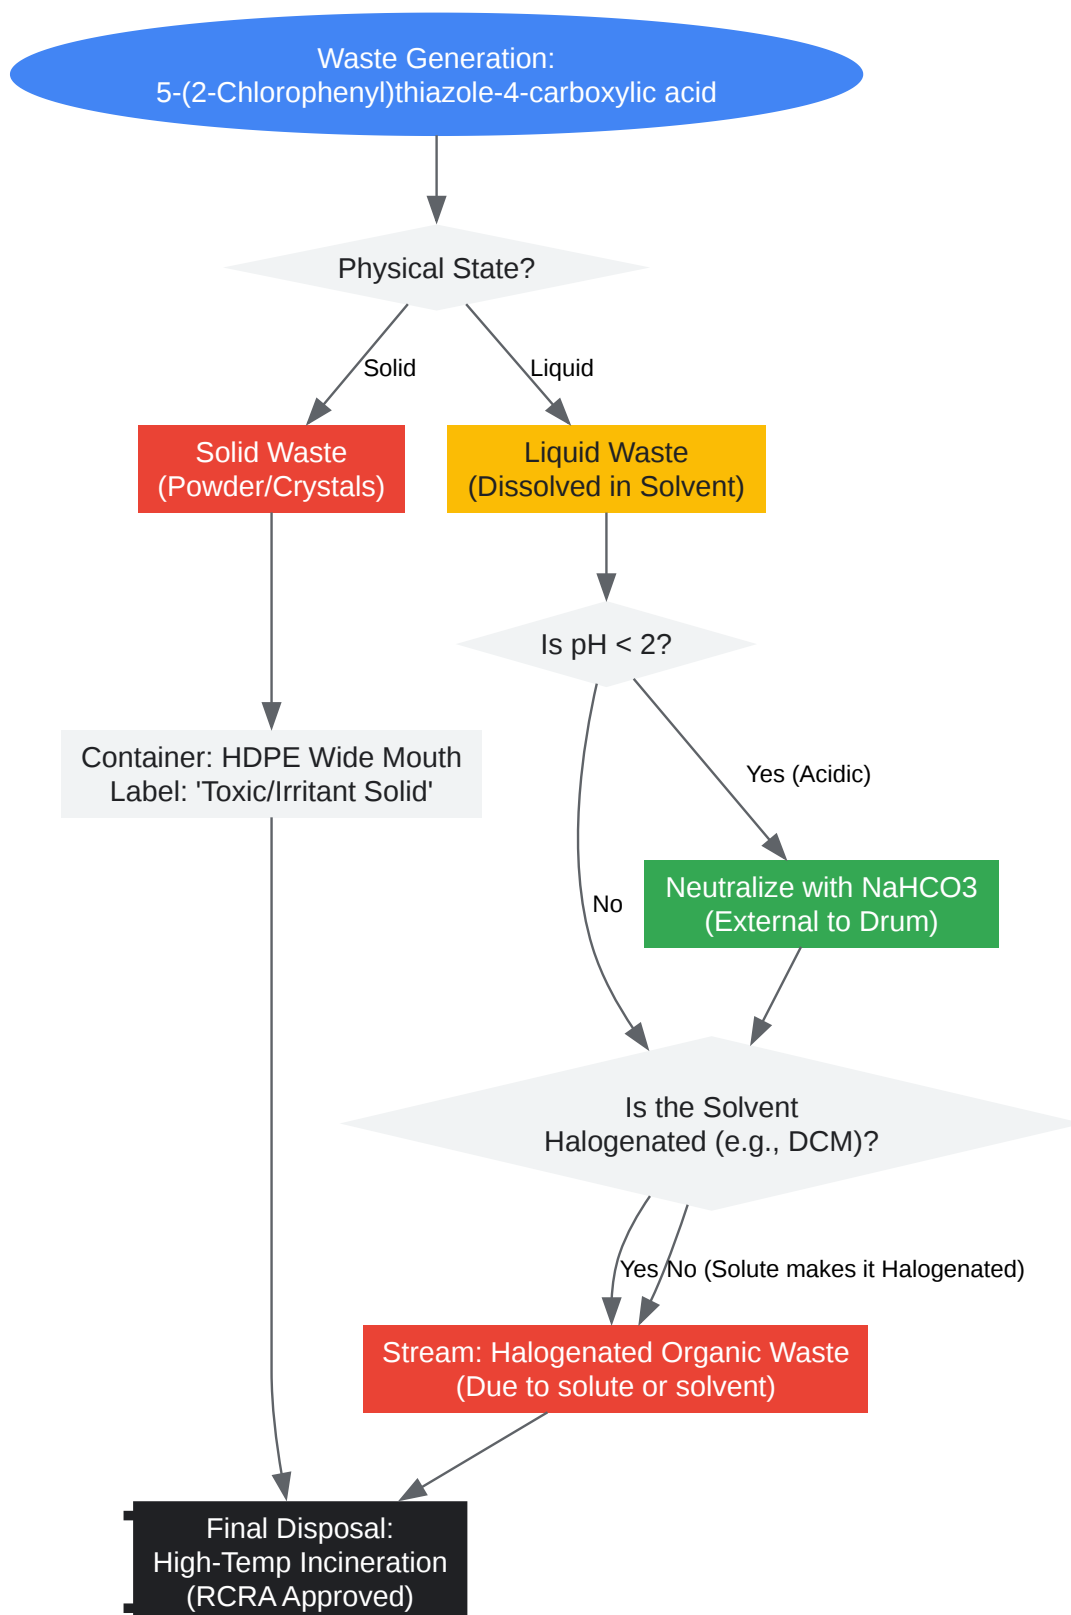 Waste Generation:
5-(2-Chlorophenyl)thiazole-4-carboxylic acid
Physical State?
Solid
Liquid
Solid Waste
(Powder/Crystals)
Liquid Waste
(Dissolved in Solvent)
Is pH < 2?
Container: HDPE Wide Mouth
Label: 'Toxic/Irritant Solid'
Yes (Acidic)
Neutralize with NaHCO3
(External to Drum)
No
Is the Solvent
Halogenated (e.g., DCM)?
Yes
No (Solute makes it Halogenated)
Stream: Halogenated Organic Waste
(Due to solute or solvent)
Final Disposal:
High-Temp Incineration
(RCRA Approved)